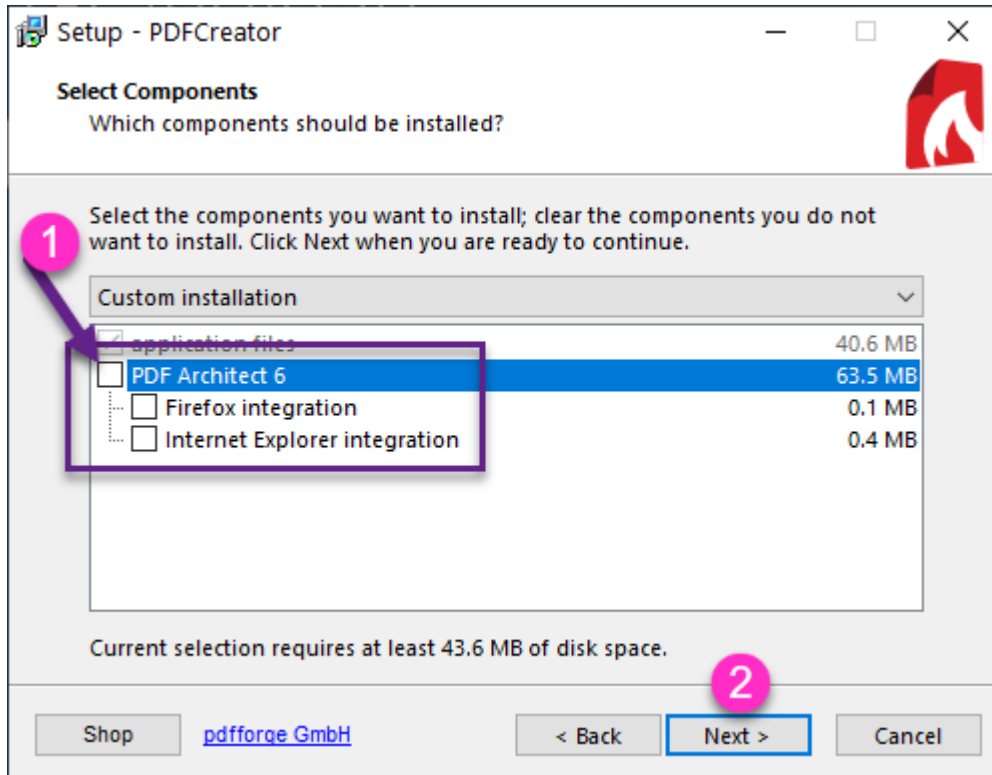 Setup - PDFCreator
Select Components
Which components should be installed?
Select the components you want to install; clear the components you do not
want to install. Click Next when you are ready to continue.
1
Custom installation
application files 40.6 MB
PDF Architect 6 63.5 MB
Firefox integration 0.1 MB
Internet Explorer integration 0.4 MB
Current selection requires at least 43.6 MB of disk space.
2
Shop pdfforge GmbH < Back Next > Cancel